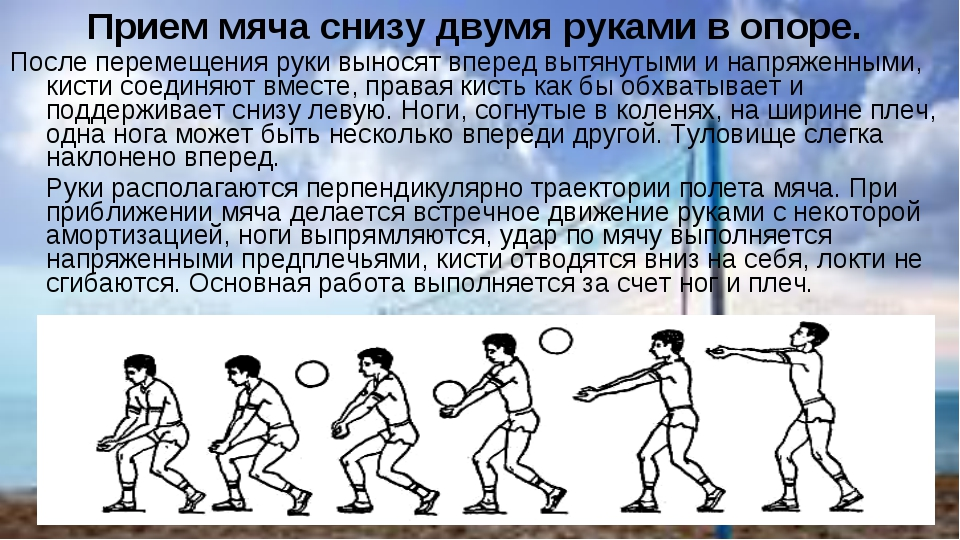 Прием мяча снизу двумя руками в опоре.
После перемещения руки выносят вперед вытянутыми и напряженными,
кисти соединяют вместе, правая кисть как бы обхватывает и
поддерживает снизу левую. Ноги, согнутые в коленях, на ширине плеч,
одна нога может быть несколько впереди другой. Туловище слегка
наклонено вперед.
Руки располагаются перпендикулярно траектории полета мяча. При
приближении мяча делается встречное движение руками с некоторой
амортизацией, ноги выпрямляются, удар по мячу выполняется
напряженными предплечьями, кисти отводятся вниз на себя, локти не
сгибаются. Основная работа выполняется за счет ног и плеч.